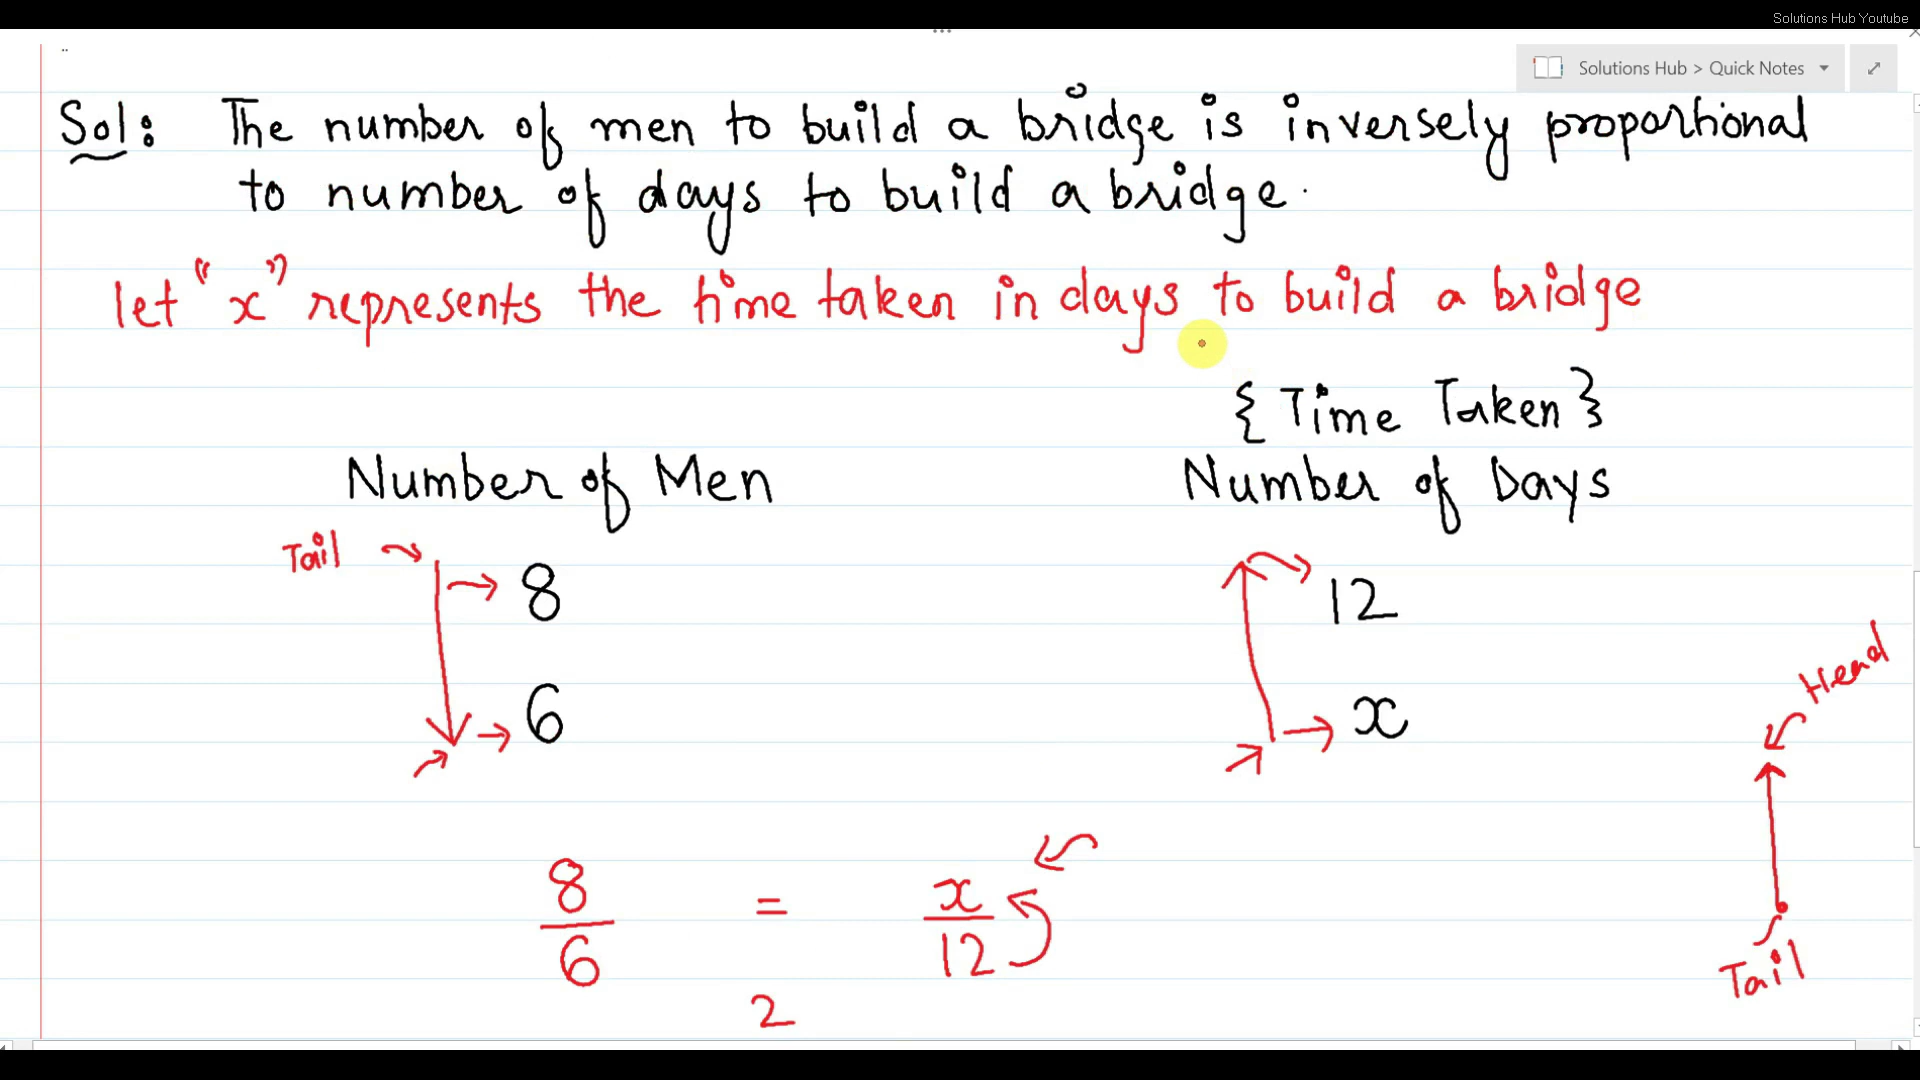 Solutions Hub Youtube
Solutions Hub > Quick Notes
Sol: The number of men to build a bridge is inversely proportional
to number of days to build a bridge.
let "x" represents the time taken in days to build a bridge
{ Time Taken }
Number of Men Number of Days
Tail
8 12
Head
6 x
8/6 = x/12
Tail
2